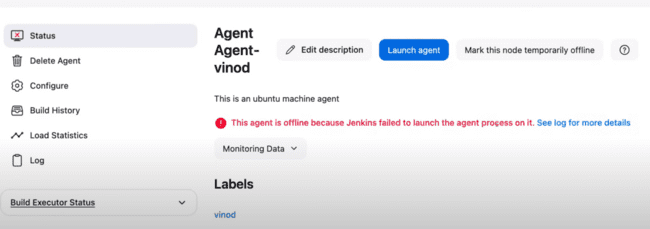 Status
Delete Agent
Configure
Build History
Load Statistics
Log
Build Executor Status
Agent
Agent-
vinod
Edit description
Launch agent
Mark this node temporarily offline
?
This is an ubuntu machine agent
This agent is offline because Jenkins failed to launch the agent process on it. See log for more details
Monitoring Data
Labels
vinod